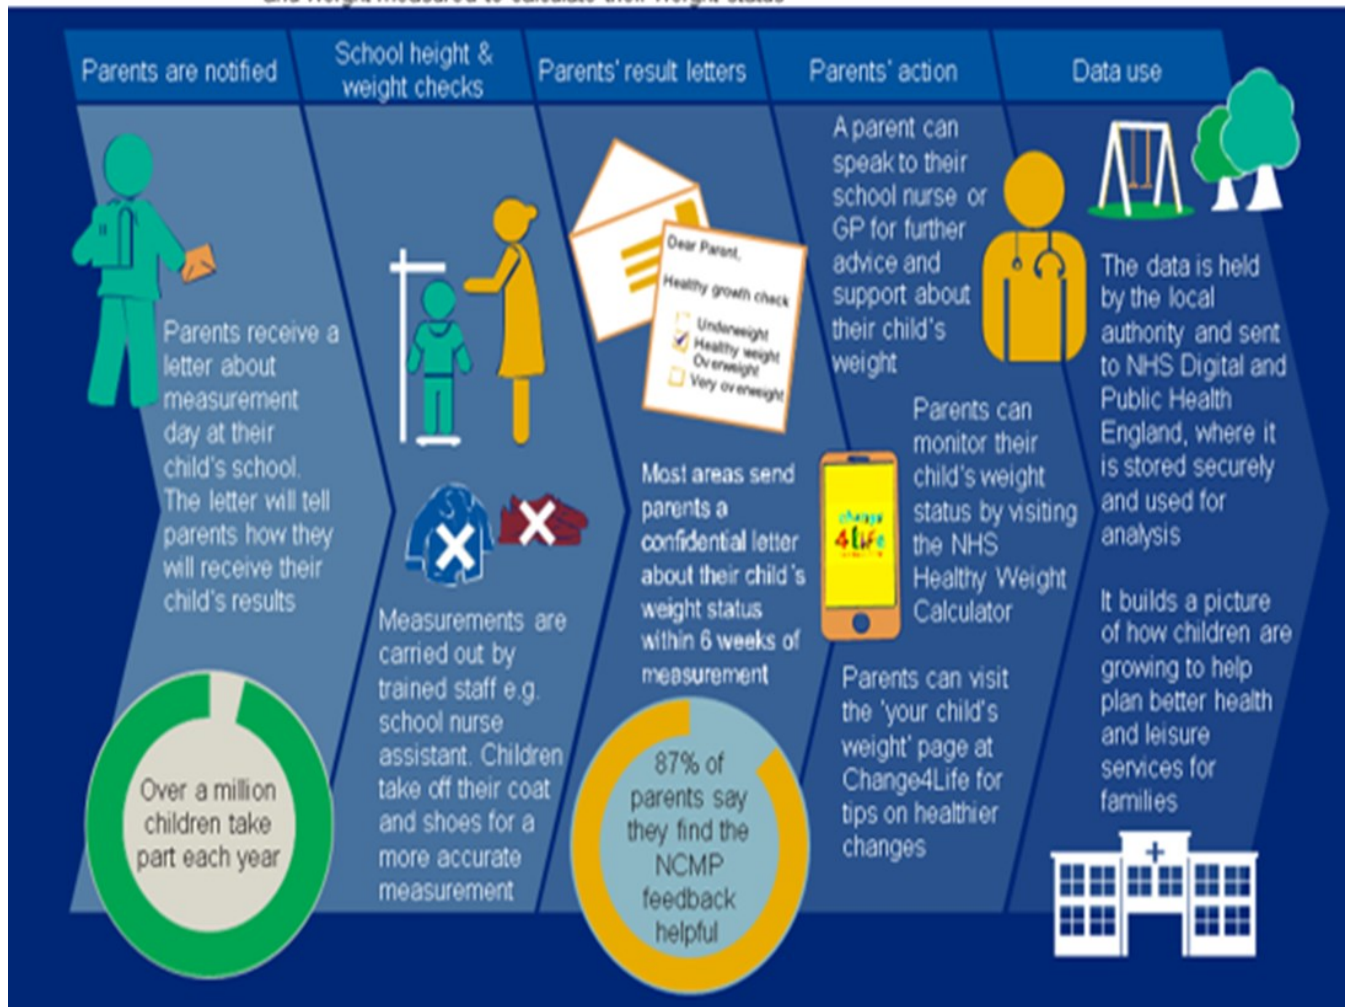 and weight measured to calculate their weight status
Parents are notified
School height &
weight checks
Parents' result letters
Parents' action
Data use
Parents receive a
letter about
measurement
day at their
child's school.
The letter will tell
parents how they
will receive their
child's results
Over a million
children take
part each year
Measurements are
carried out by
trained staff e.g.
school nurse
assistant. Children
take off their coat
and shoes for a
more accurate
measurement
Dear Parent,
Healthy growth check
Underweight
Healthy weight
Overweight
Very overweight
Most areas send
parents a
confidential letter
about their child's
weight status
within 6 weeks of
measurement
87% of
parents say
they find the
NCMP
feedback
helpful
A parent can
speak to their
school nurse or
GP for further
advice and
support about
their child's
weight
change
4Life
Parents can
monitor their
child's weight
status by visiting
the NHS
Healthy Weight
Calculator
Parents can visit
the 'your child's
weight' page at
Change4Life for
tips on healthier
changes
The data is held
by the local
authority and sent
to NHS Digital and
Public Health
England, where it
is stored securely
and used for
analysis
It builds a picture
of how children are
growing to help
plan better health
and leisure
services for
families